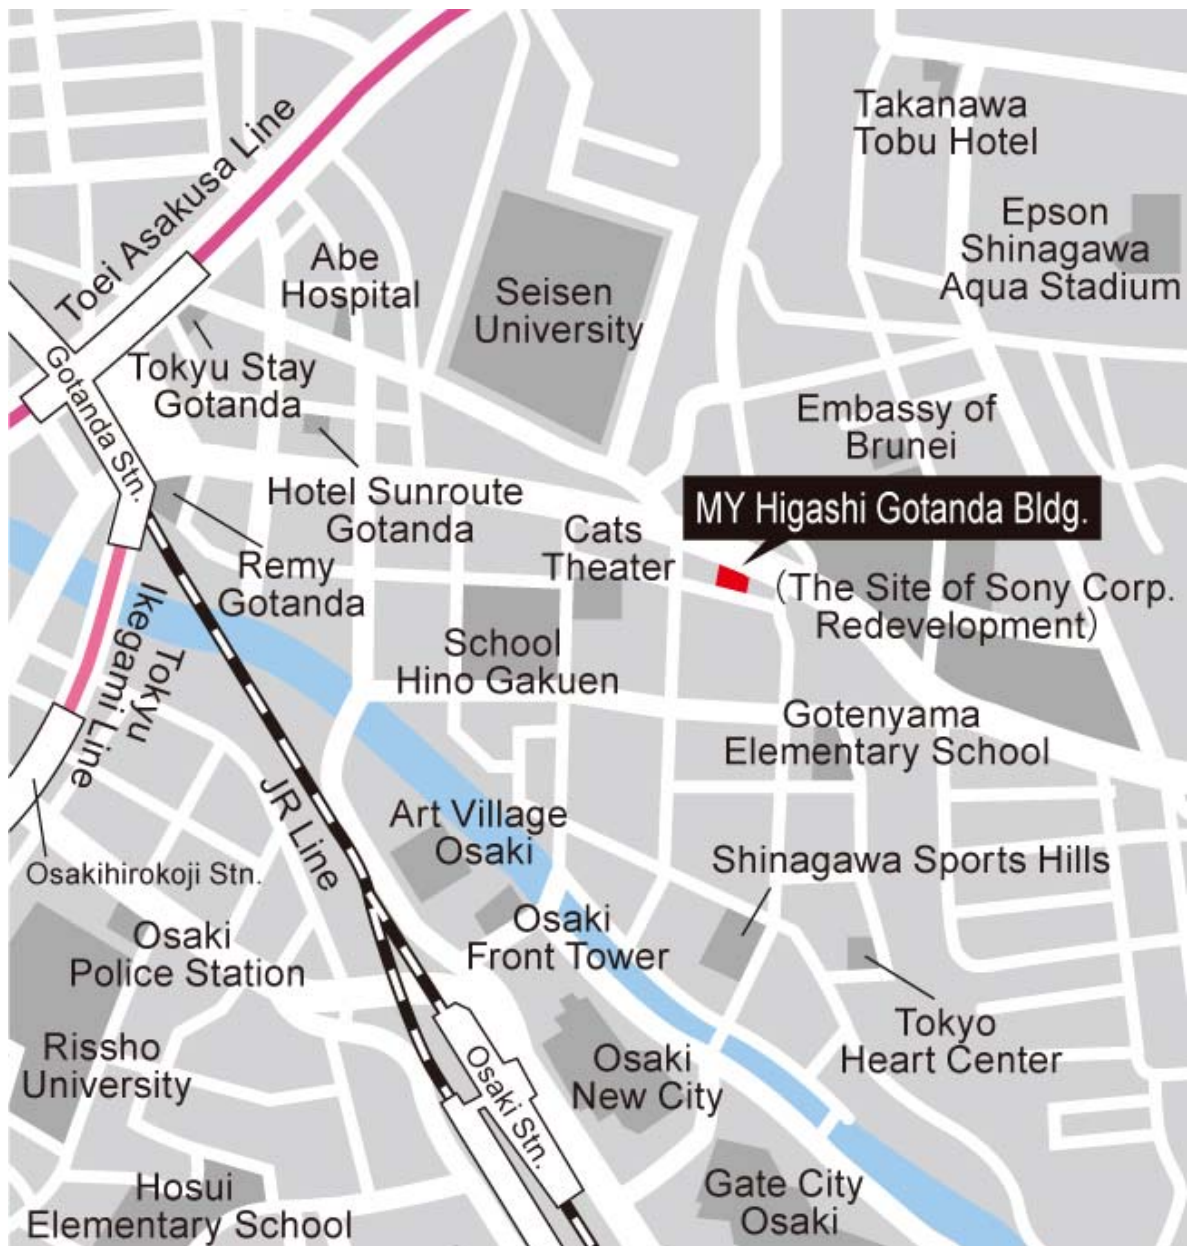 Takanawa
Tobu Hotel
Toei Asakusa Line
Epson
Shinagawa
Aqua Stadium
Abe
Hospital
Seisen
University
Tokyu Stay
Gotanda
Gotanda Stn.
Embassy of
Brunei
Hotel Sunroute
Gotanda
MY Higashi Gotanda Bldg.
Cats
Theater
Remy
Gotanda
(The Site of Sony Corp.
Redevelopment)
Tokyu
Ikegami Line
School
Hino Gakuen
Gotenyama
Elementary School
JR Line
Art Village
Osaki
Shinagawa Sports Hills
Osakihirokoji Stn.
Osaki
Police Station
Osaki
Front Tower
Tokyo
Heart Center
Rissho
University
Osaki Stn.
Osaki
New City
Hosui
Elementary School
Gate City
Osaki